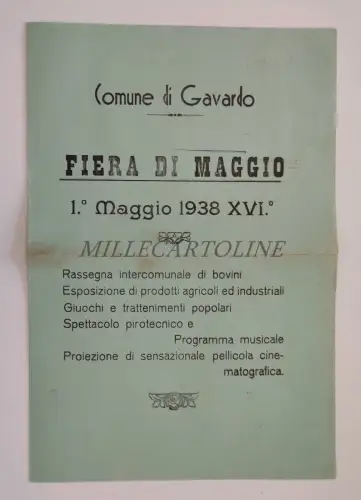 Comune di Gavardo
FIERA DI MAGGIO
1.° Maggio 1938 XVI.°
MILLECARTOLINE
Rassegna intercomunale di bovini
Esposizione di prodotti agricoli ed industriali
Giuochi e trattenimenti popolari
Spettacolo pirotecnico e
Programma musicale
Proiezione di sensazionale pellicola cine-
matografica.